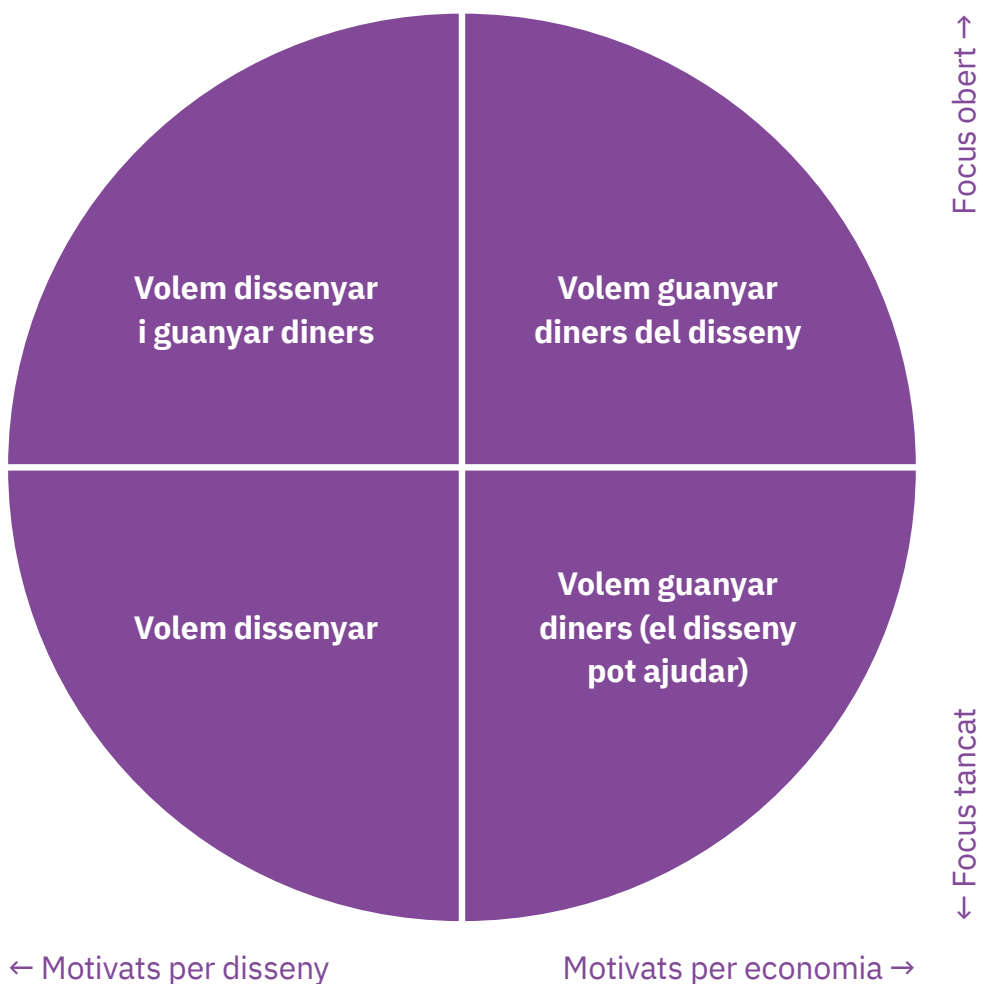 Focus obert →
Volem dissenyar
i guanyar diners
Volem guanyar
diners del disseny
Volem dissenyar
Volem guanyar
diners (el disseny
pot ajudar)
← Focus tancat
← Motivats per disseny
Motivats per economia →